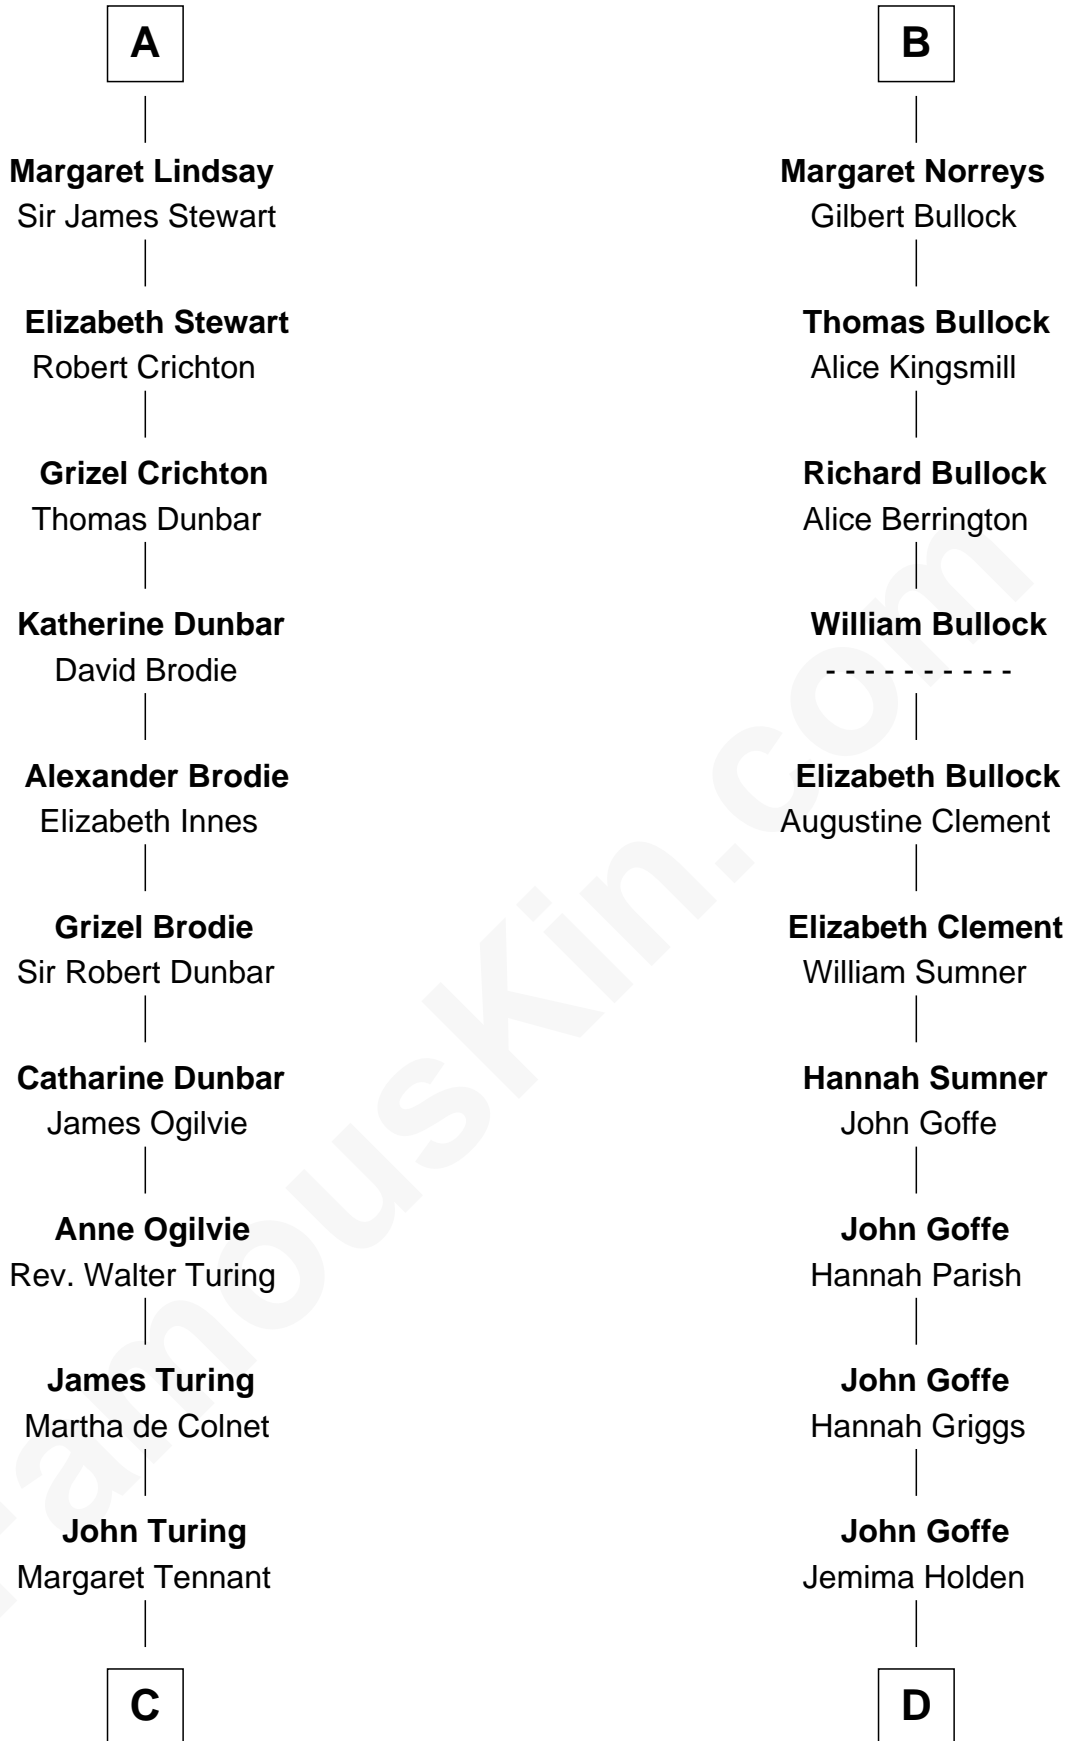 A
Margaret Lindsay
Sir James Stewart
Elizabeth Stewart
Robert Crichton
Grizel Crichton
Thomas Dunbar
Katherine Dunbar
David Brodie
Alexander Brodie
Elizabeth Innes
Grizel Brodie
Sir Robert Dunbar
Catharine Dunbar
James Ogilvie
Anne Ogilvie
Rev. Walter Turing
James Turing
Martha de Colnet
John Turing
Margaret Tennant
C
B
Margaret Norreys
Gilbert Bullock
Thomas Bullock
Alice Kingsmill
Richard Bullock
Alice Berrington
William Bullock
- - - - - - - - - -
Elizabeth Bullock
Augustine Clement
Elizabeth Clement
William Sumner
Hannah Sumner
John Goffe
John Goffe
Hannah Parish
John Goffe
Hannah Griggs
John Goffe
Jemima Holden
D
FamousKin.com